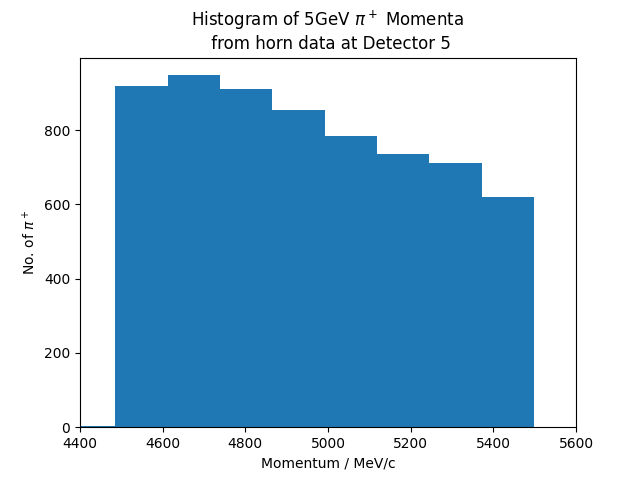 Histogram of 5GeV π⁺ Momenta
from horn data at Detector 5
No. of π⁺
800
600
400
200
0
4400 4600 4800 5000 5200 5400 5600
Momentum / MeV/c